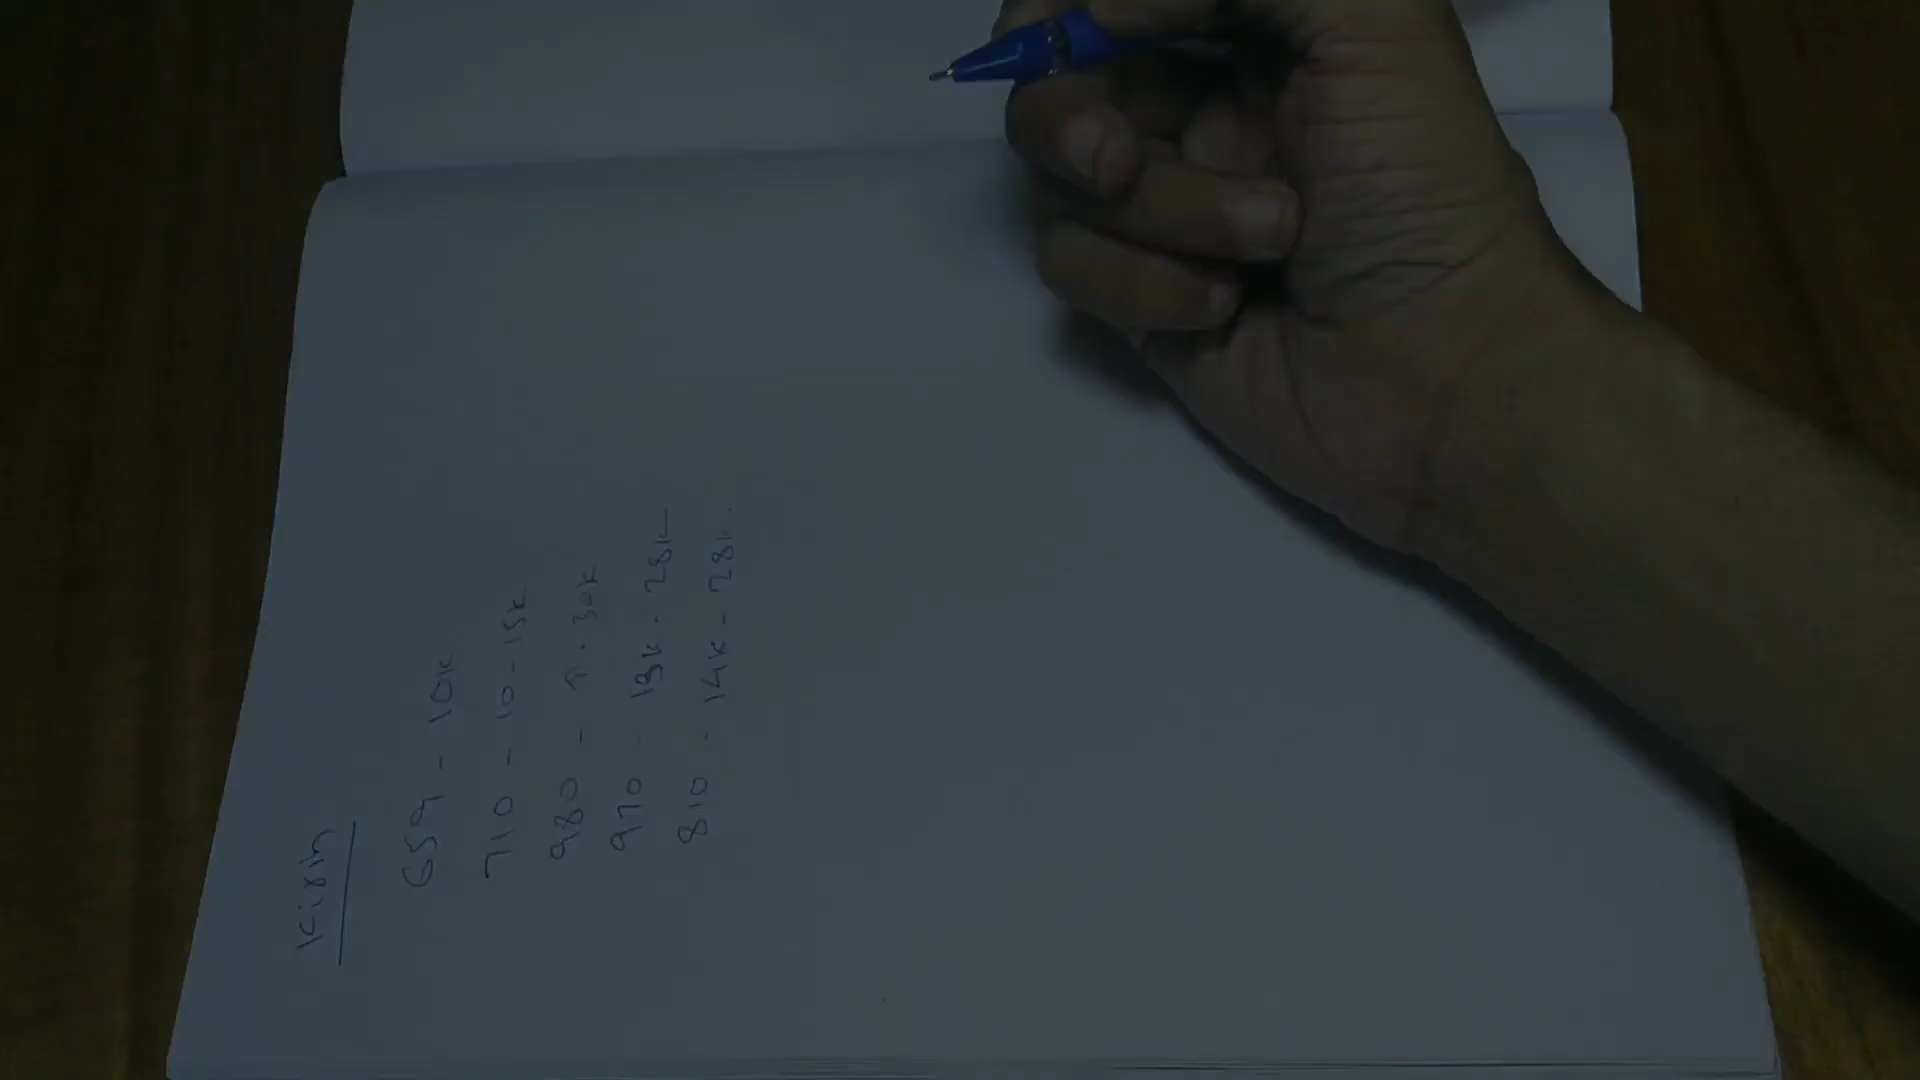 Kirin
659 - 10K
710 - 10 - 15K
980 - ↑ . 30K
970 . 13K . 28K
810 - 14K - 28K.